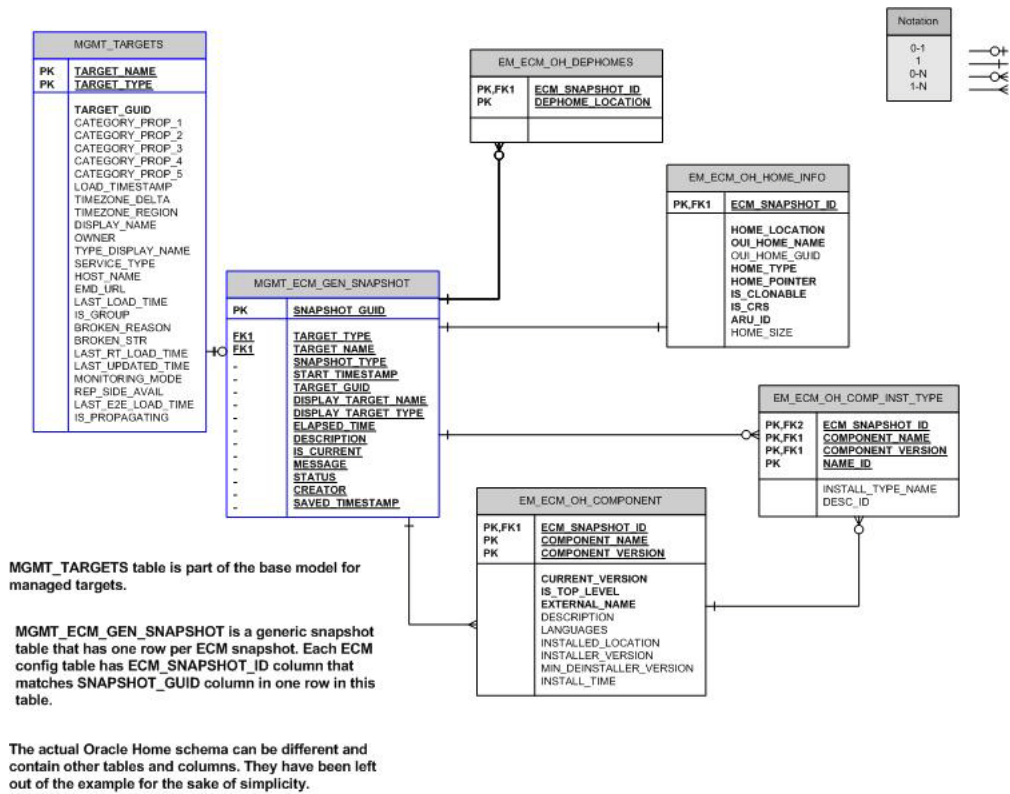 MGMT_TARGETS
PK TARGET_NAME
PK TARGET_TYPE
TARGET_GUID
CATEGORY_PROP_1
CATEGORY_PROP_2
CATEGORY_PROP_3
CATEGORY_PROP_4
CATEGORY_PROP_5
LOAD_TIMESTAMP
TIMEZONE_DELTA
TIMEZONE_REGION
DISPLAY_NAME
OWNER
TYPE_DISPLAY_NAME
SERVICE_TYPE
HOST_NAME
EMD_URL
LAST_LOAD_TIME
IS_GROUP
BROKEN_REASON
BROKEN_STR
LAST_RT_LOAD_TIME
LAST_UPDATED_TIME
MONITORING_MODE
REP_SIDE_AVAIL
LAST_E2E_LOAD_TIME
IS_PROPAGATING
EM_ECM_OH_DEPHOMES
PK,FK1 ECM_SNAPSHOT_ID
PK DEPHOME_LOCATION
Notation
0-1
1
0-N
1-N
EM_ECM_OH_HOME_INFO
PK,FK1 ECM_SNAPSHOT_ID
HOME_LOCATION
OUI_HOME_NAME
OUI_HOME_GUID
HOME_TYPE
HOME_POINTER
IS_CLONABLE
IS_CRS
ARU_ID
HOME_SIZE
MGMT_ECM_GEN_SNAPSHOT
PK SNAPSHOT_GUID
FK1 TARGET_TYPE
FK1 TARGET_NAME
- SNAPSHOT_TYPE
- START_TIMESTAMP
- TARGET_GUID
- DISPLAY_TARGET_NAME
- DISPLAY_TARGET_TYPE
- ELAPSED_TIME
- DESCRIPTION
- IS_CURRENT
- MESSAGE
- STATUS
- CREATOR
- SAVED_TIMESTAMP
EM_ECM_OH_COMP_INST_TYPE
PK,FK2 ECM_SNAPSHOT_ID
PK,FK1 COMPONENT_NAME
PK,FK1 COMPONENT_VERSION
PK NAME_ID
INSTALL_TYPE_NAME
DESC_ID
EM_ECM_OH_COMPONENT
PK,FK1 ECM_SNAPSHOT_ID
PK COMPONENT_NAME
PK COMPONENT_VERSION
CURRENT_VERSION
IS_TOP_LEVEL
EXTERNAL_NAME
DESCRIPTION
LANGUAGES
INSTALLED_LOCATION
INSTALLER_VERSION
MIN_DEINSTALLER_VERSION
INSTALL_TIME
MGMT_TARGETS table is part of the base model for
managed targets.
MGMT_ECM_GEN_SNAPSHOT is a generic snapshot
table that has one row per ECM snapshot. Each ECM
config table has ECM_SNAPSHOT_ID column that
matches SNAPSHOT_GUID column in one row in this
table.
The actual Oracle Home schema can be different and
contain other tables and columns. They have been left
out of the example for the sake of simplicity.